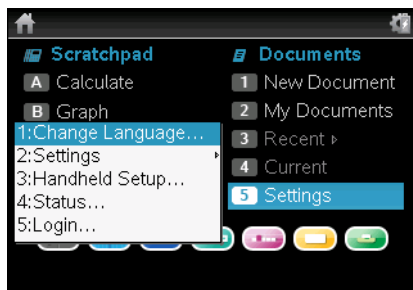 Scratchpad
A Calculate
B Graph
1:Change Language...
2:Settings
3:Handheld Setup...
4:Status...
5:Login...
Documents
1 New Document
2 My Documents
3 Recent ▹
4 Current
5 Settings